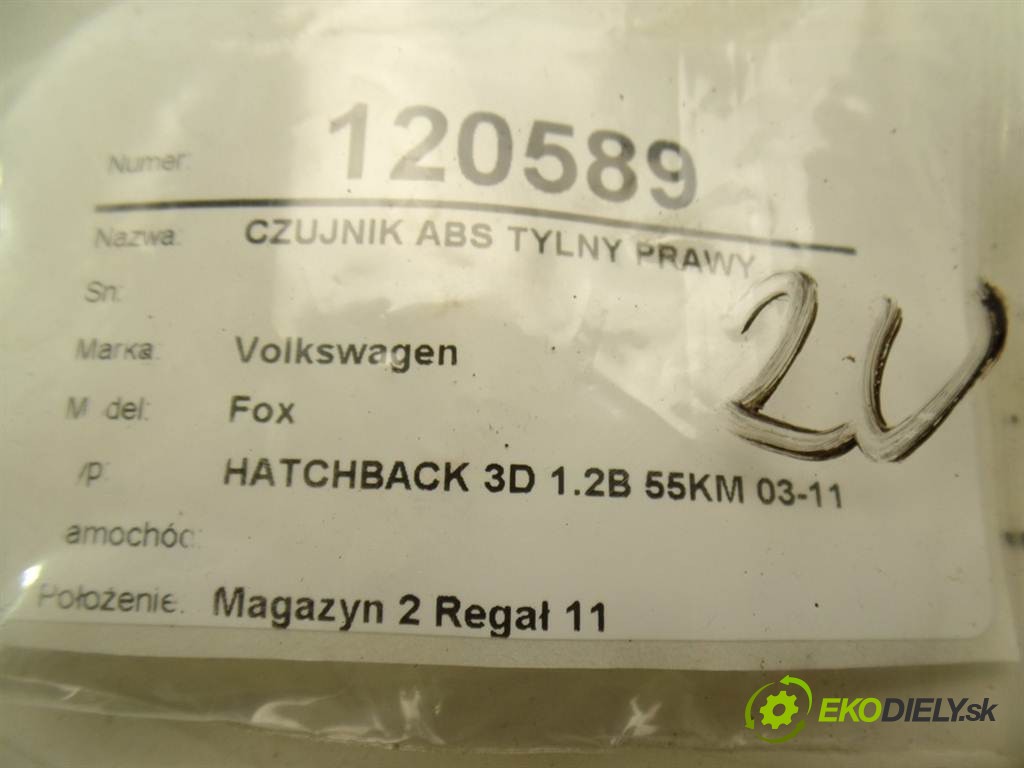 Numer: 120589
Nazwa: CZUJNIK ABS TYLNY PRAWY
Sn:
Marka: Volkswagen
M del: Fox
yp: HATCHBACK 3D 1.2B 55KM 03-11
amochód:
Położenie: Magazyn 2 Regał 11
EKODIELY.sk